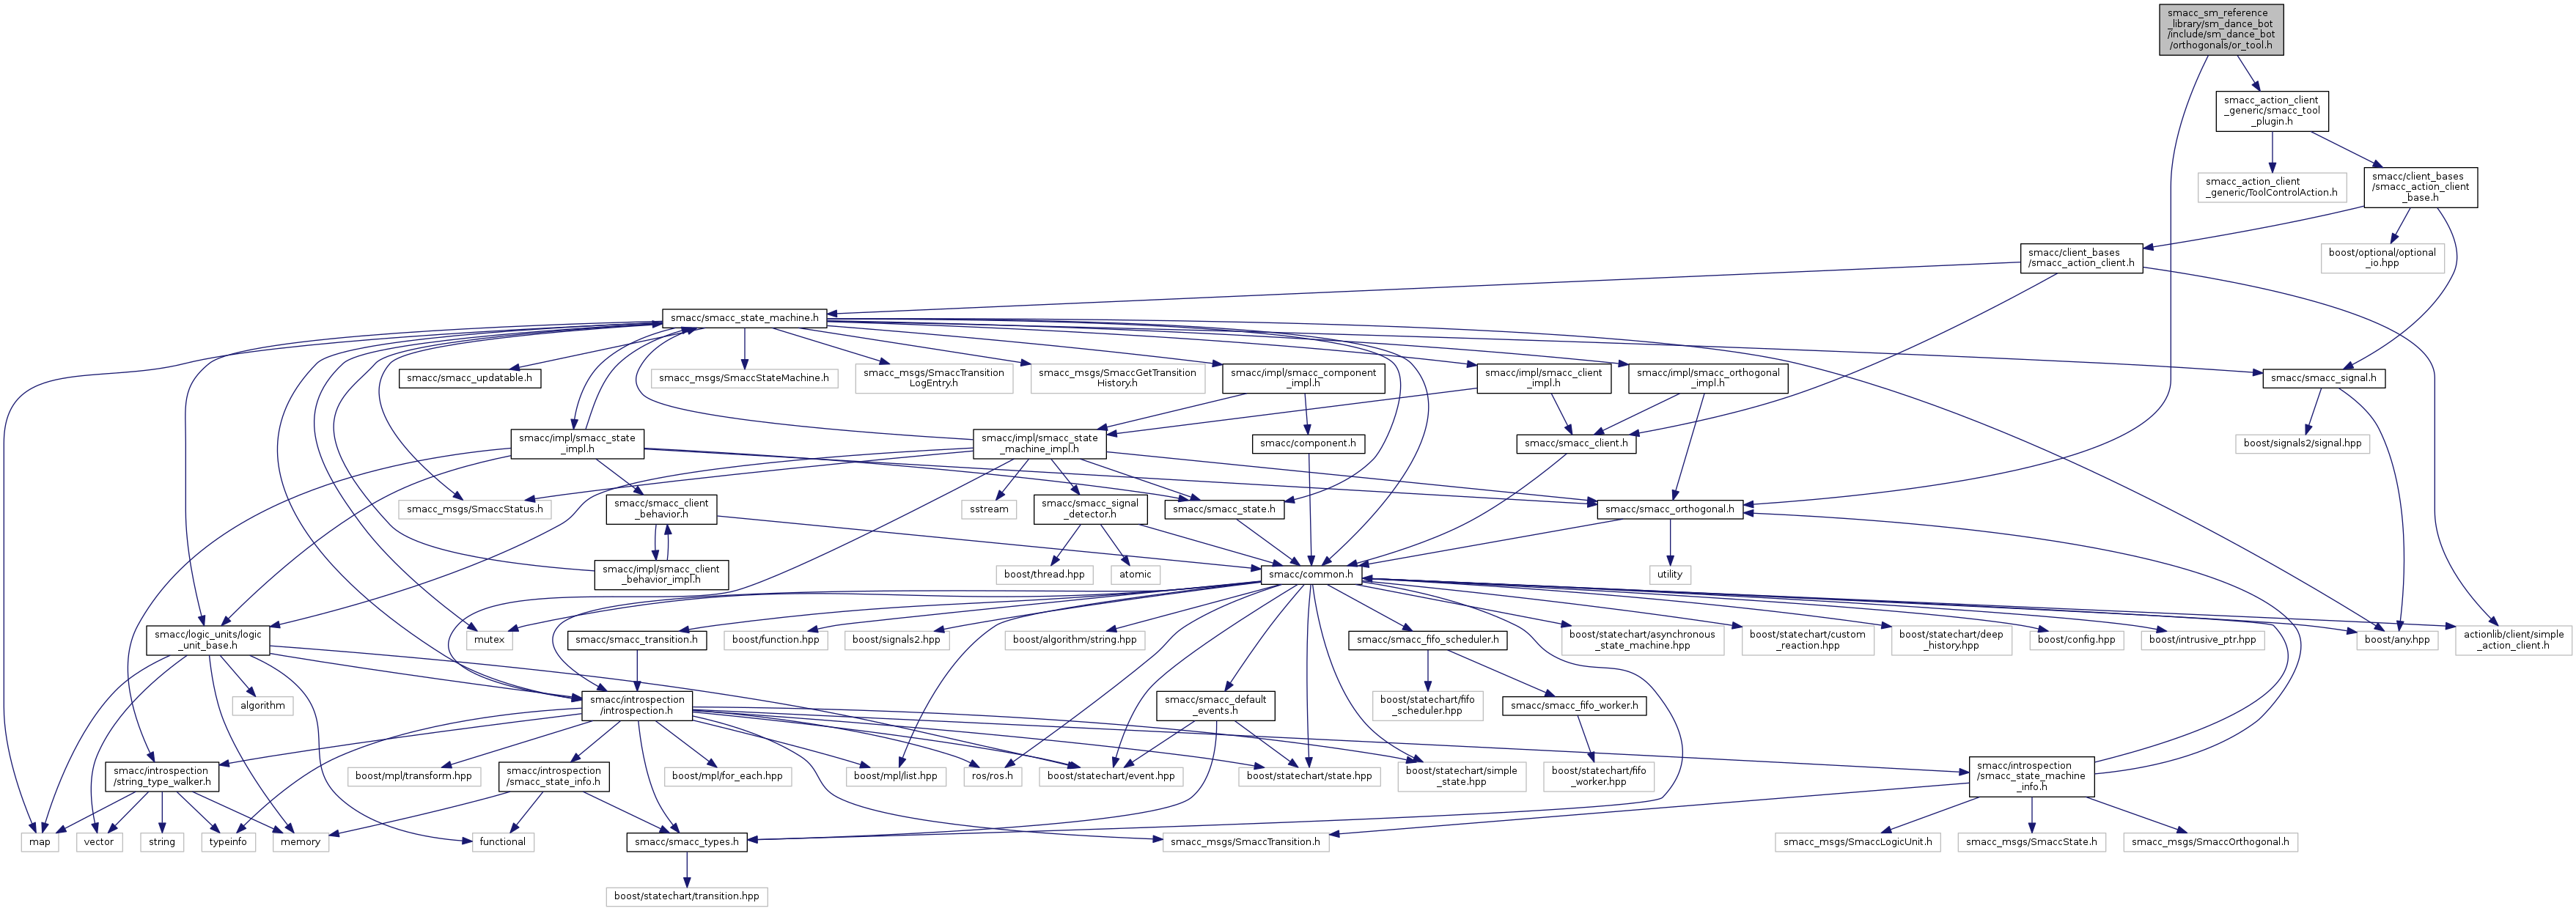 smacc_sm_reference
_library/sm_dance_bot
/include/sm_dance_bot
/orthogonals/or_tool.h
smacc_action_client
_generic/smacc_tool
_plugin.h
smacc_action_client
_generic/ToolControlAction.h
smacc/client_bases
/smacc_action_client
_base.h
smacc/client_bases
/smacc_action_client.h
boost/optional/optional
_io.hpp
smacc/smacc_state_machine.h
smacc/smacc_updatable.h
smacc_msgs/SmaccStateMachine.h
smacc_msgs/SmaccTransition
LogEntry.h
smacc_msgs/SmaccGetTransition
History.h
smacc/impl/smacc_component
_impl.h
smacc/impl/smacc_client
_impl.h
smacc/impl/smacc_orthogonal
_impl.h
smacc/smacc_signal.h
smacc/impl/smacc_state
_impl.h
smacc/impl/smacc_state
_machine_impl.h
smacc/component.h
smacc/smacc_client.h
boost/signals2/signal.hpp
smacc_msgs/SmaccStatus.h
smacc/smacc_client
_behavior.h
sstream
smacc/smacc_signal
_detector.h
smacc/smacc_state.h
smacc/smacc_orthogonal.h
smacc/impl/smacc_client
_behavior_impl.h
boost/thread.hpp
atomic
smacc/common.h
utility
smacc/logic_units/logic
_unit_base.h
mutex
smacc/smacc_transition.h
boost/function.hpp
boost/signals2.hpp
boost/algorithm/string.hpp
smacc/smacc_fifo_scheduler.h
boost/statechart/asynchronous
_state_machine.hpp
boost/statechart/custom
_reaction.hpp
boost/statechart/deep
_history.hpp
boost/config.hpp
boost/intrusive_ptr.hpp
boost/any.hpp
actionlib/client/simple
_action_client.h
algorithm
smacc/introspection
/introspection.h
smacc/smacc_default
_events.h
boost/statechart/fifo
_scheduler.hpp
smacc/smacc_fifo_worker.h
smacc/introspection
/string_type_walker.h
boost/mpl/transform.hpp
smacc/introspection
/smacc_state_info.h
boost/mpl/for_each.hpp
boost/mpl/list.hpp
ros/ros.h
boost/statechart/event.hpp
boost/statechart/state.hpp
boost/statechart/simple
_state.hpp
boost/statechart/fifo
_worker.hpp
smacc/introspection
/smacc_state_machine
_info.h
map
vector
string
typeinfo
memory
functional
smacc/smacc_types.h
smacc_msgs/SmaccTransition.h
smacc_msgs/SmaccLogicUnit.h
smacc_msgs/SmaccState.h
smacc_msgs/SmaccOrthogonal.h
boost/statechart/transition.hpp